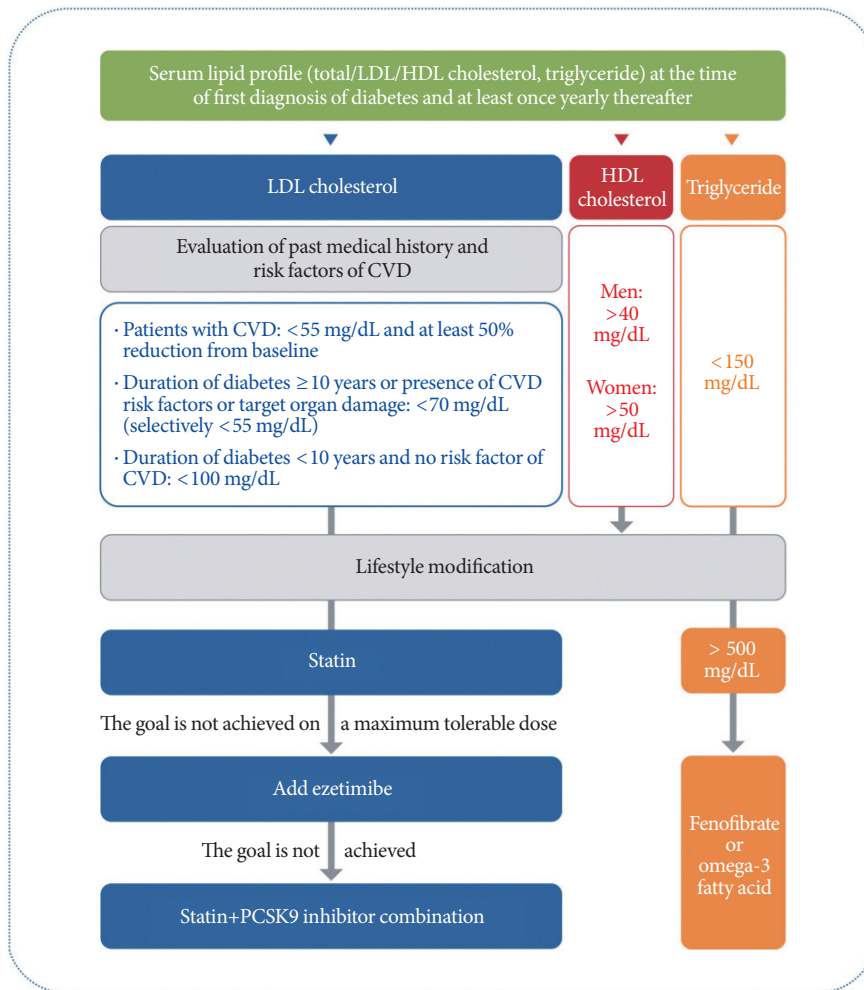 Serum lipid profile (total/LDL/HDL cholesterol, triglyceride) at the time
of first diagnosis of diabetes and at least once yearly thereafter
LDL cholesterol
HDL
cholesterol
Triglyceride
Evaluation of past medical history and
risk factors of CVD
· Patients with CVD: <55 mg/dL and at least 50%
reduction from baseline
· Duration of diabetes ≥10 years or presence of CVD
risk factors or target organ damage: <70 mg/dL
(selectively <55 mg/dL)
· Duration of diabetes <10 years and no risk factor of
CVD: <100 mg/dL
Men:
>40
mg/dL
Women:
>50
mg/dL
<150
mg/dL
Lifestyle modification
Statin
> 500
mg/dL
The goal is not achieved on a maximum tolerable dose
Add ezetimibe
The goal is not achieved
Statin+PCSK9 inhibitor combination
Fenofibrate
or
omega-3
fatty acid